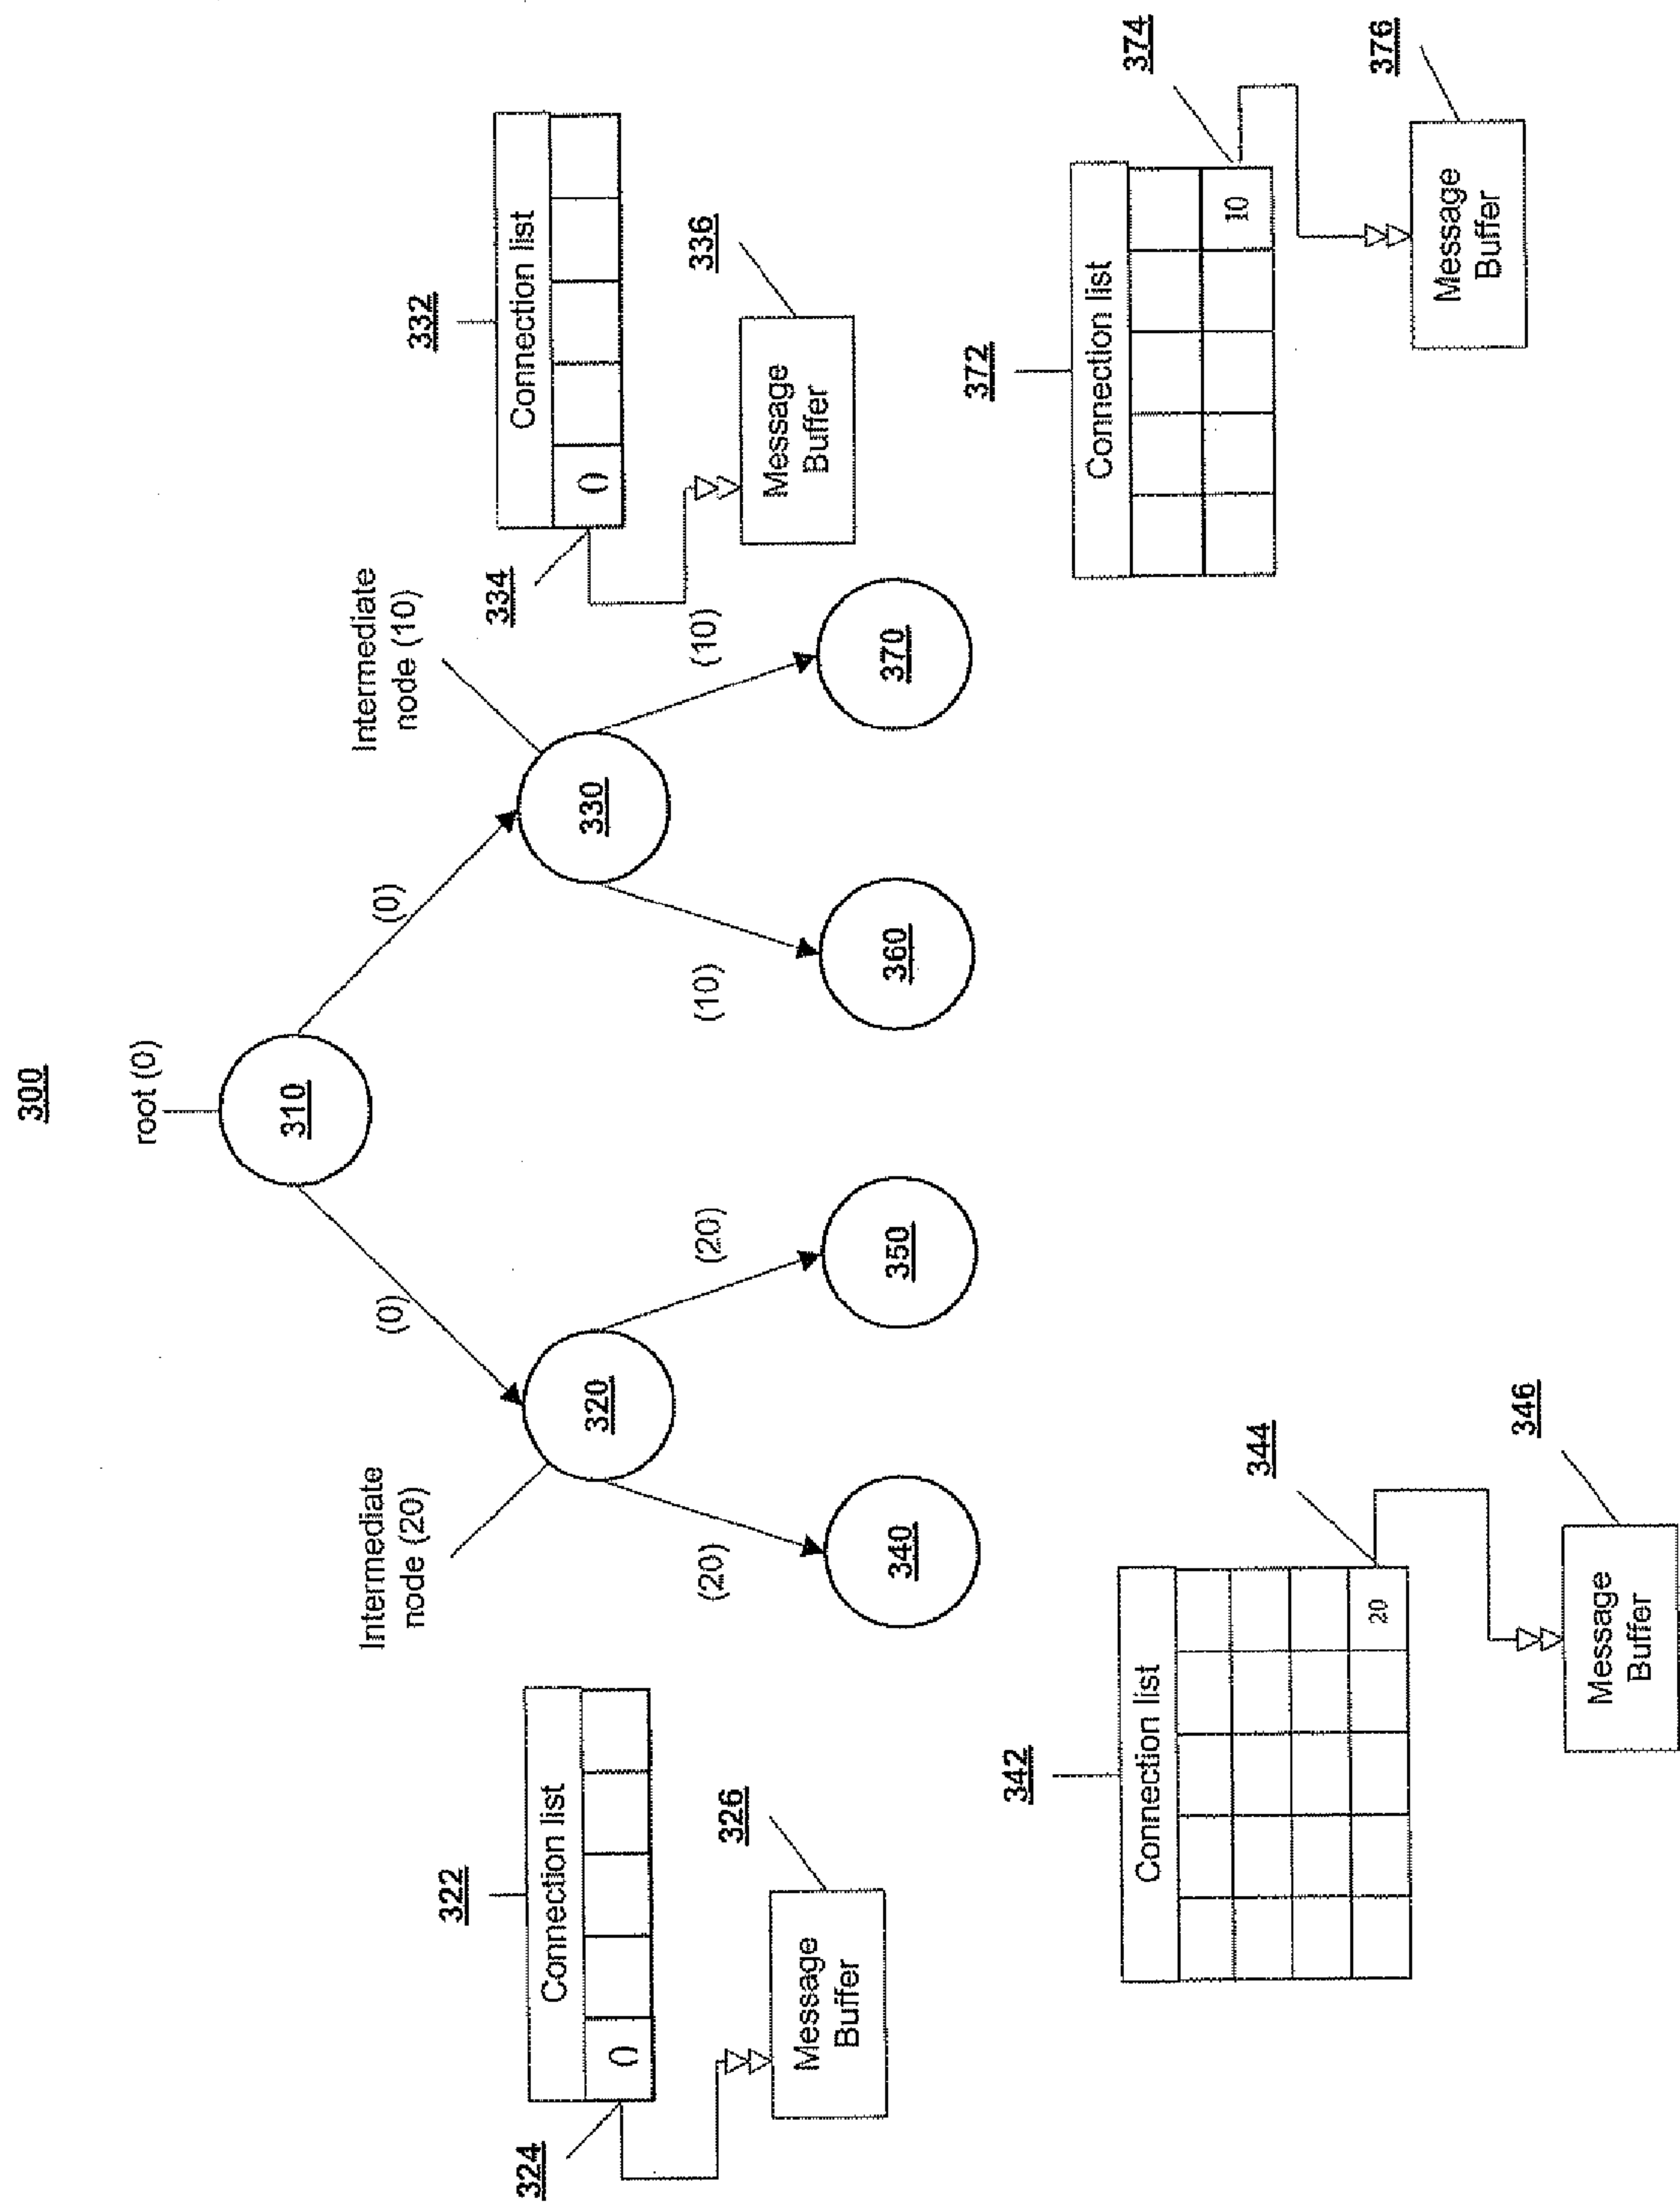 300
root (0)
310
(0)
(0)
Intermediate
node (20)
Intermediate
node (10)
320
330
(20)
(20)
(10)
(10)
340
350
360
370
322
Connection list
0
324
326
Message
Buffer
332
Connection list
0
334
336
Message
Buffer
342
Connection list
20
344
346
Message
Buffer
372
Connection list
10
374
376
Message
Buffer